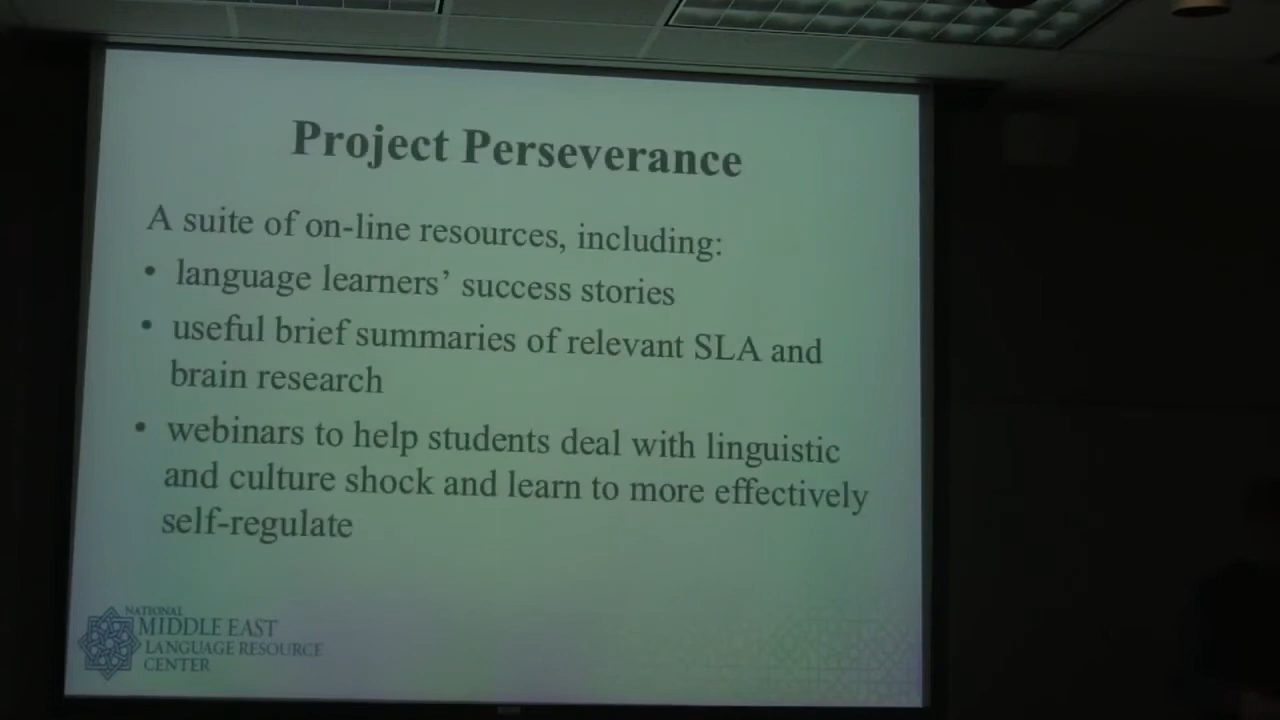 Project Perseverance
A suite of on-line resources, including:
• language learners’ success stories
• useful brief summaries of relevant SLA and
brain research
• webinars to help students deal with linguistic
and culture shock and learn to more effectively
self-regulate
NATIONAL
MIDDLE EAST
LANGUAGE RESOURCE
CENTER